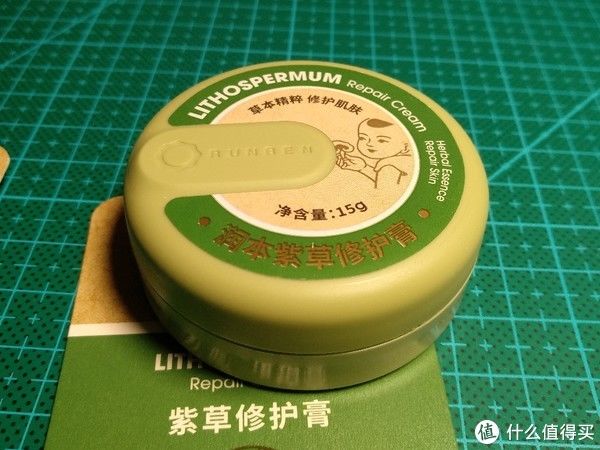 LITHOSPERMUM Repair Cream
草本精粹 修护肌肤
Herbal Essence
Repair Skin
RUNBEN
净含量:15g
润本紫草修护膏
Repair
紫草修护膏
值 什么值得买